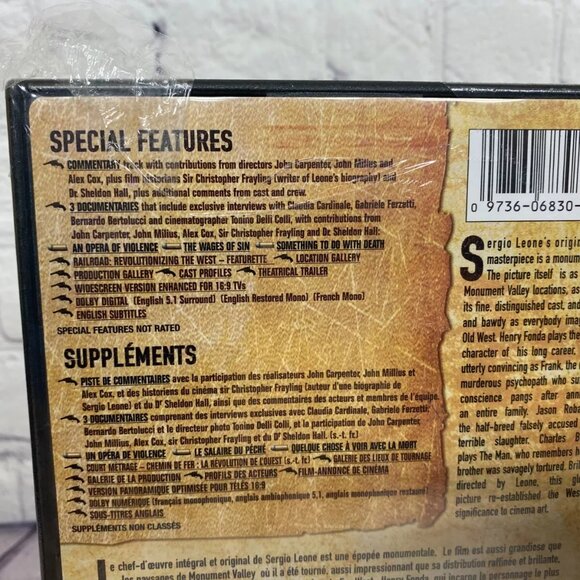 SPECIAL FEATURES
COMMENTARY track with contributions from directors John Carpenter, John Milius and
Alex Cox, plus film historians Sir Christopher Frayling (writer of Leone's biography) and
Dr. Sheldon Hall, plus additional comments from cast and crew.
3 DOCUMENTARIES that include exclusive interviews with Claudia Cardinale, Gabriele Ferzetti,
Bernardo Bertolucci and cinematographer Tonino Delli Colli, with contributions from
John Carpenter, John Milius, Alex Cox, Sir Christopher Frayling and Dr. Sheldon Hall:
AN OPERA OF VIOLENCE THE WAGES OF SIN SOMETHING TO DO WITH DEATH
RAILROAD: REVOLUTIONIZING THE WEST – FEATURETTE LOCATION GALLERY
PRODUCTION GALLERY CAST PROFILES THEATRICAL TRAILER
WIDESCREEN VERSION ENHANCED FOR 16:9 TVs
DOLBY DIGITAL (English 5.1 Surround) (English Restored Mono) (French Mono)
ENGLISH SUBTITLES
SPECIAL FEATURES NOT RATED
SUPPLÉMENTS
PISTE DE COMMENTAIRES avec la participation des réalisateurs John Carpenter, John Millius et
Alex Cox, et des historiens du cinéma sir Christopher Frayling (auteur d'une biographie de
Sergio Leone) et du Dr Sheldon Hall, ainsi que des commentaires des acteurs et membres de l'équipe.
3 DOCUMENTAIRES comprenant des interviews exclusives avec Claudia Cardinale, Gabriele Ferzetti,
Bernardo Bertolucci et le directeur photo Tonino Delli Colli, et des participations de John Carpenter,
John Millius, Alex Cox, sir Christopher Frayling et du Dr Sheldon Hall. (s.-t. fr.)
UN OPÉRA DE VIOLENCE LE SALAIRE DU PÉCHÉ QUELQUE CHOSE À VOIR AVEC LA MORT
COURT MÉTRAGE – CHEMIN DE FER : LA RÉVOLUTION DE L'OUEST (s.-t. fr.) GALERIE DES LIEUX DE TOURNAGE
GALERIE DE LA PRODUCTION PROFILS DES ACTEURS FILM-ANNONCE DE CINÉMA
VERSION PANORAMIQUE OPTIMISÉE POUR TÉLÉS 16:9
DOLBY NUMÉRIQUE (français monophonique, anglais ambiophonique 5.1, anglais monophonique restauré)
SOUS-TITRES ANGLAIS
SUPPLÉMENTS NON CLASSÉS
0 9736-06830-
Sergio Leone's origin
masterpiece is a monum
The picture itself is as
Monument Valley locations, as
its fine, distinguished cast, and
and bawdy as everybody imag
Old West. Henry Fonda plays the
character of his long career,
utterly convincing as Frank, the c
murderous psychopath who suf
conscience pangs after anni
an entire family. Jason Rob
the half-breed falsely accused
terrible slaughter. Charles
plays The Man, who remembers h
brother was savagely tortured. Bri
directed by Leone, this glo
picture re-established the Wes
significance to cinema art.
Le chef-d'œuvre intégral et original de Sergio Leone est une épopée monumentale. Le film est aussi grandiose que
les paysages de Monument Valley où il a été tourné, aussi impressionnant que sa distribution raffinée et brillante,